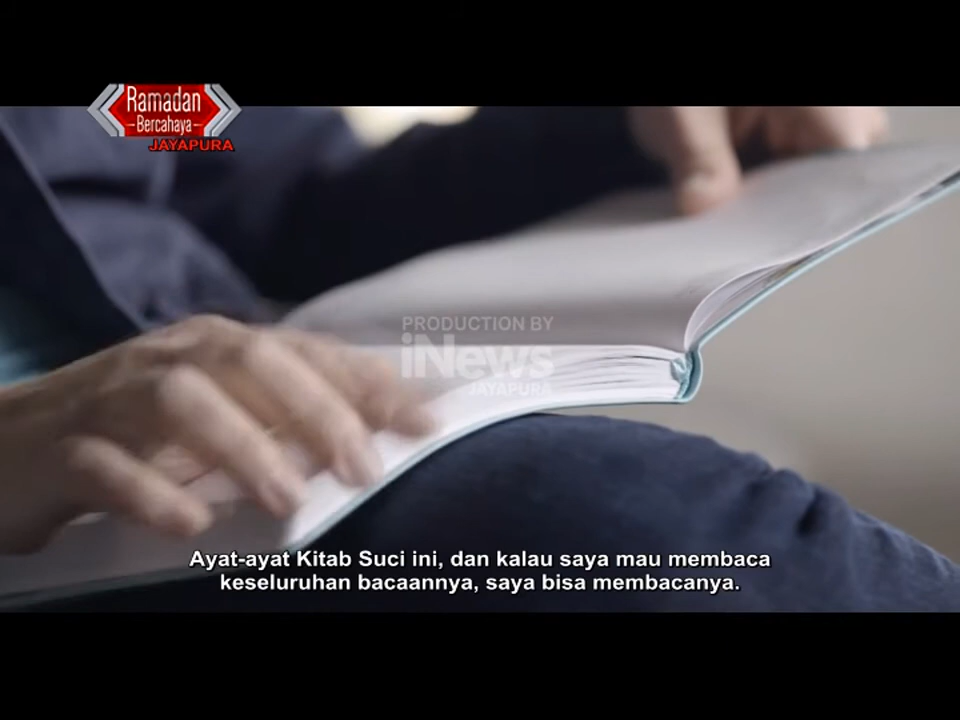 Ramadan
Bercahaya
JAYAPURA
PRODUCTION BY
iNews
JAYAPURA
Ayat-ayat Kitab Suci ini, dan kalau saya mau membaca
keseluruhan bacaannya, saya bisa membacanya.